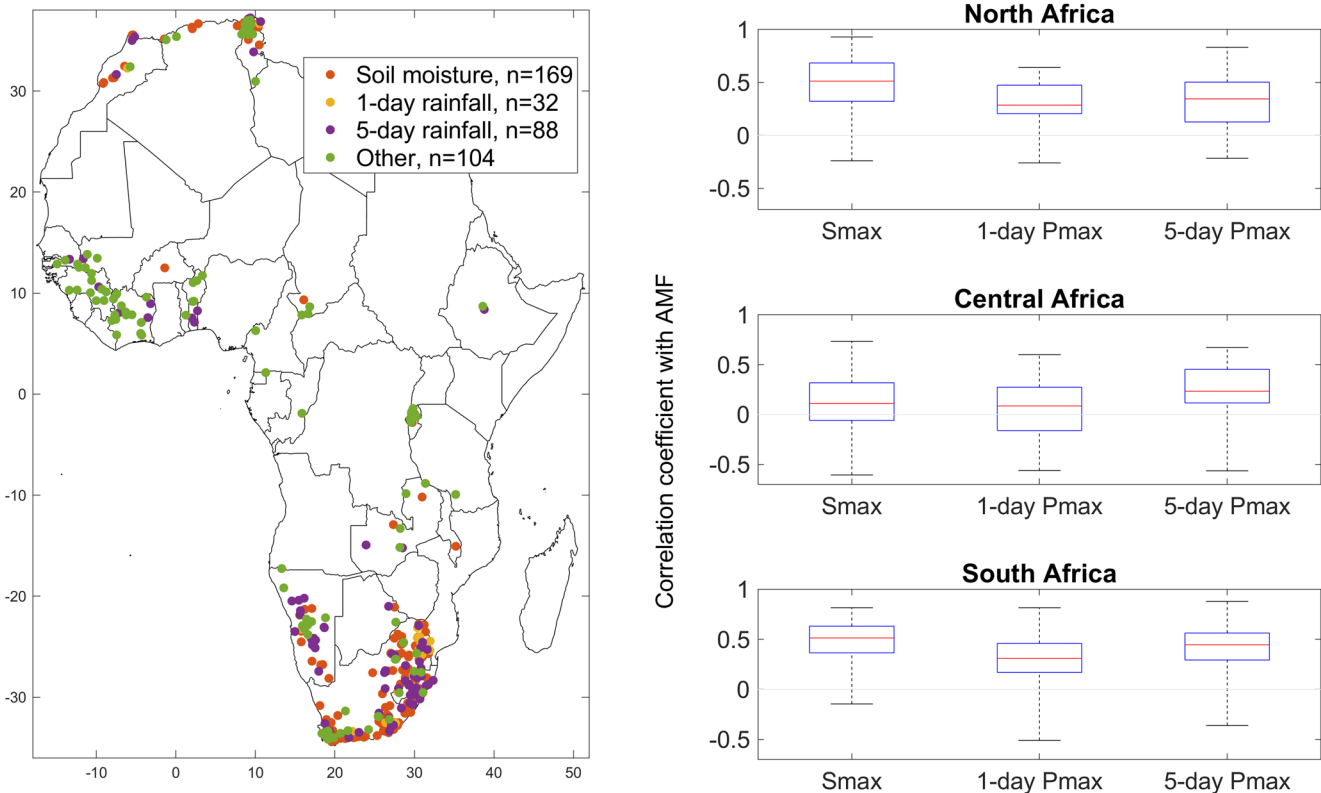 30
20
10
0
-10
-20
-30
-10
0
10
20
30
40
50
Soil moisture, n=169
1-day rainfall, n=32
5-day rainfall, n=88
Other, n=104
Correlation coefficient with AMF
North Africa
1
0.5
0
-0.5
Smax
1-day Pmax
5-day Pmax
Central Africa
1
0.5
0
-0.5
Smax
1-day Pmax
5-day Pmax
South Africa
1
0.5
0
-0.5
Smax
1-day Pmax
5-day Pmax